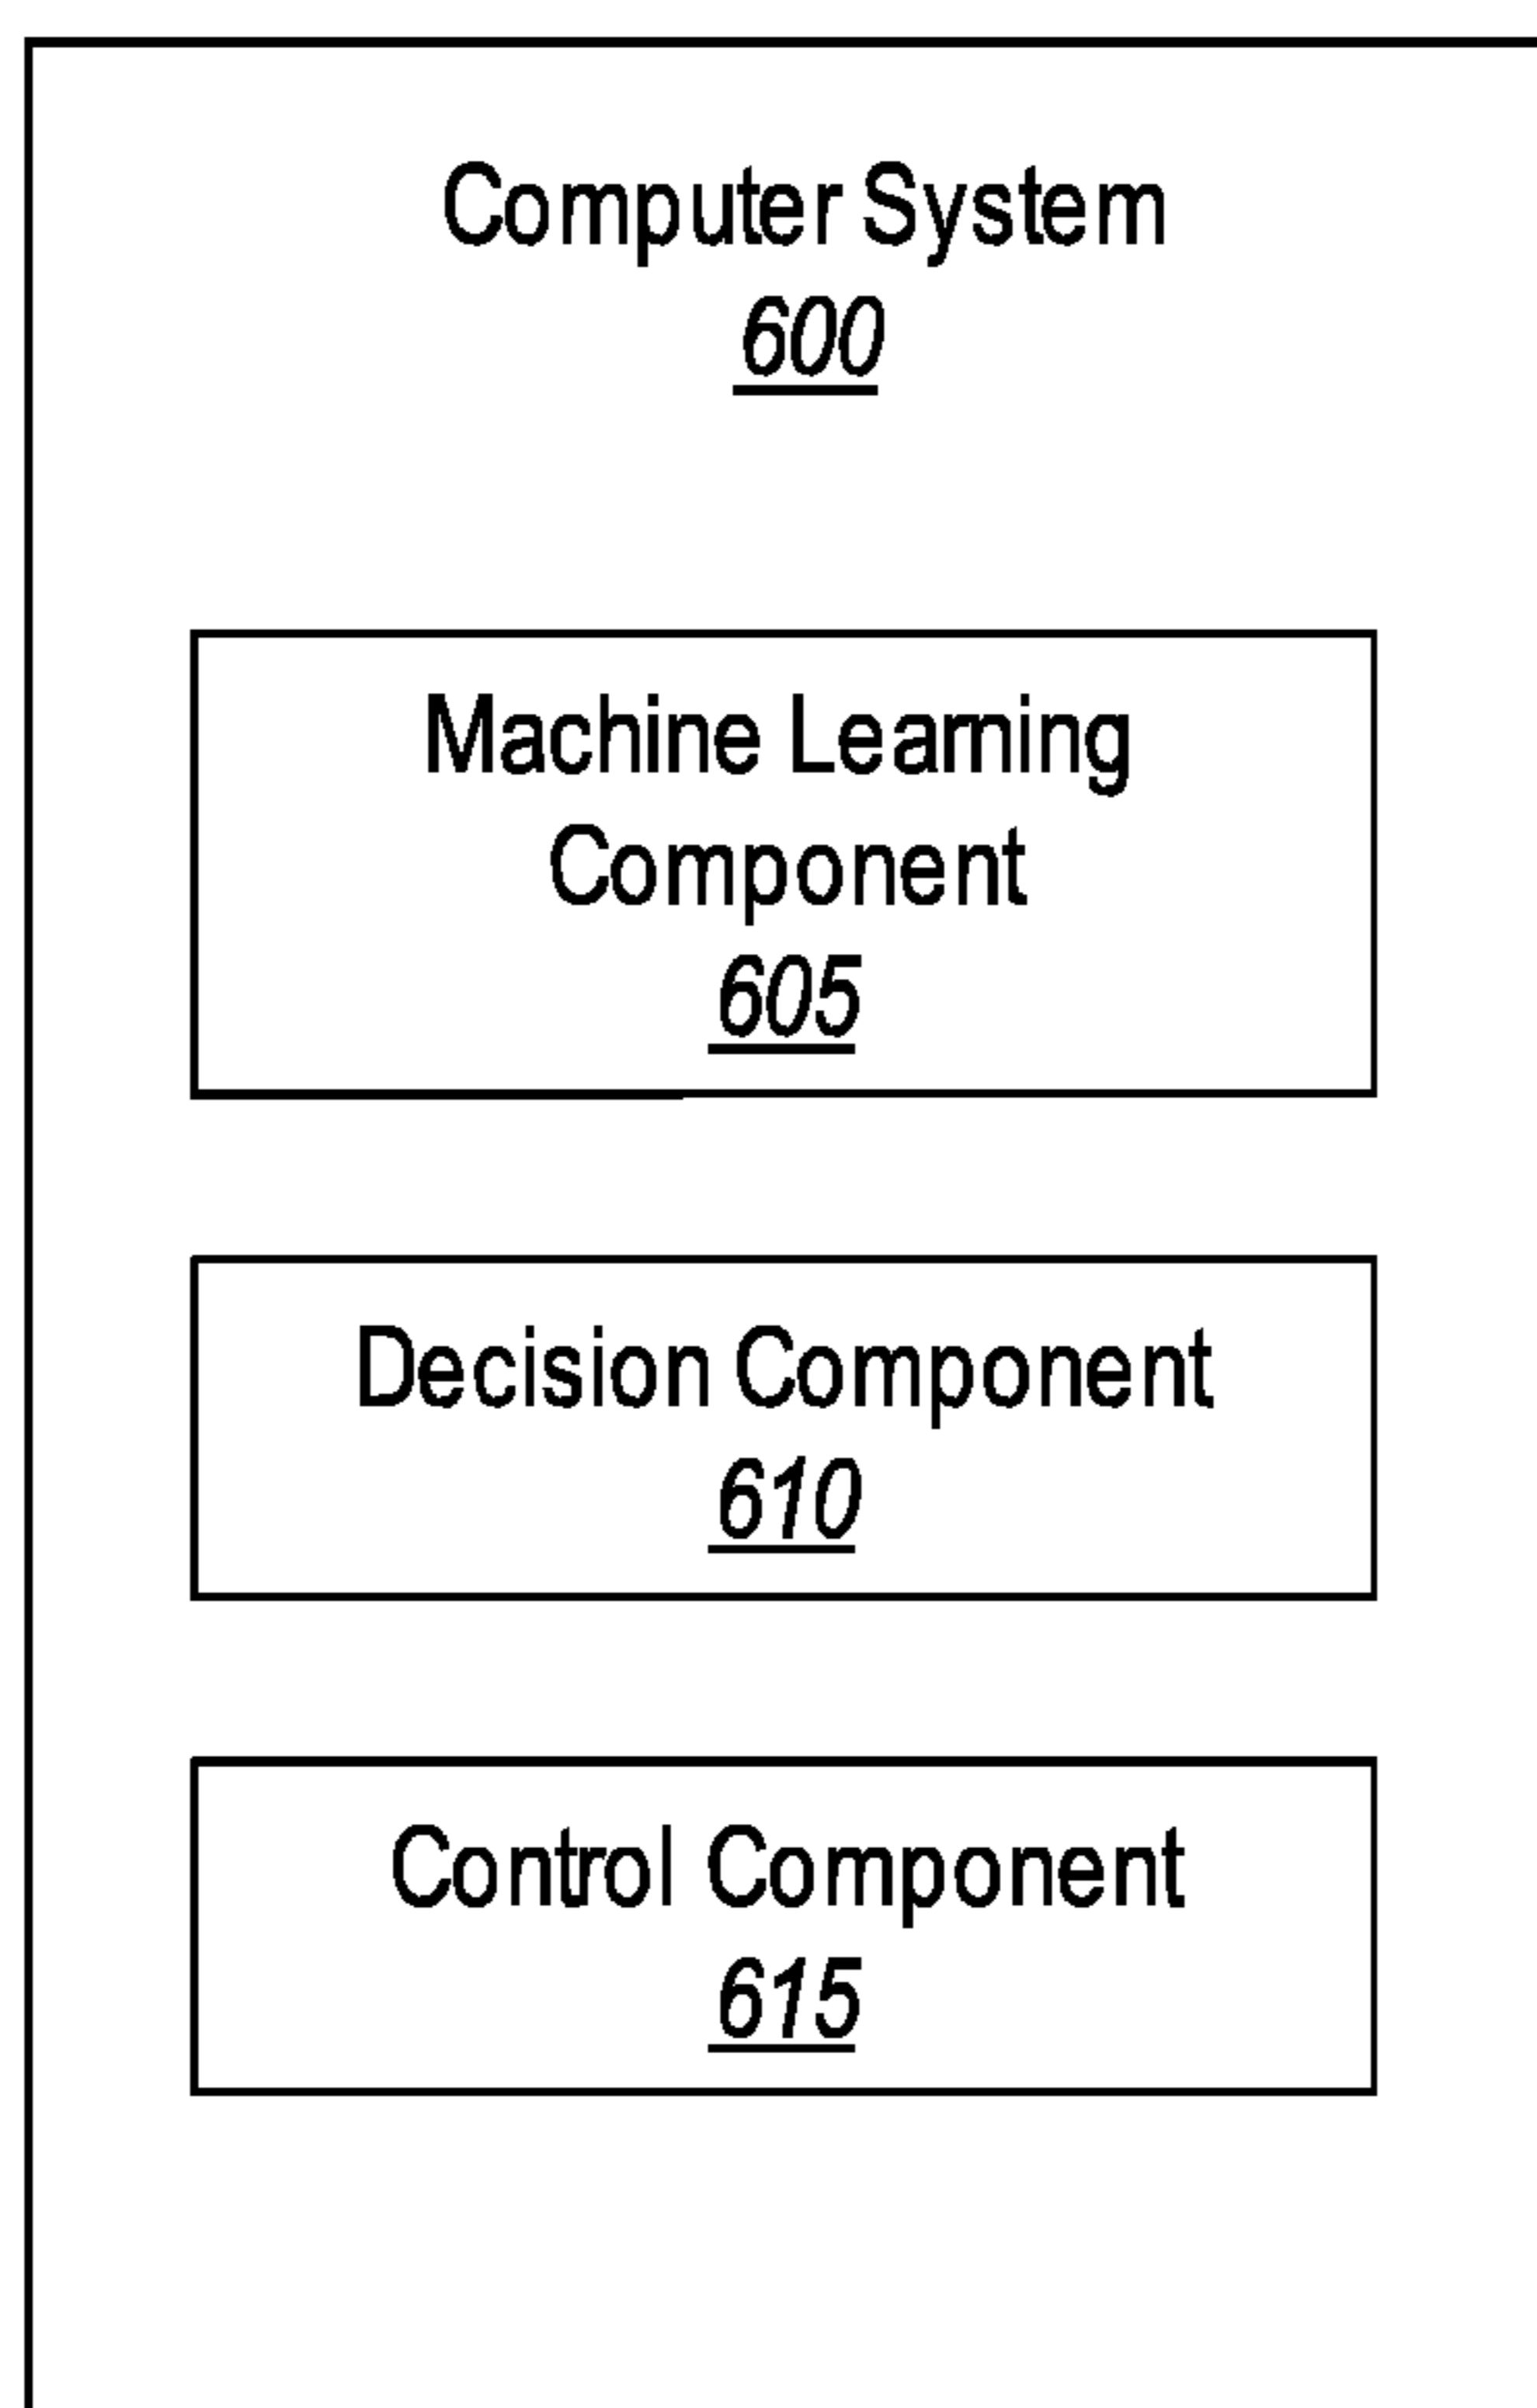 Computer System
600
Machine Learning
Component
605
Decision Component
610
Control Component
615